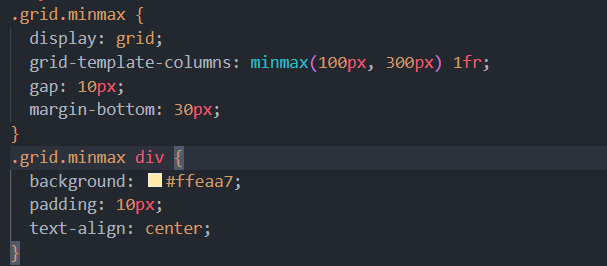 .grid.minmax {
  display: grid;
  grid-template-columns: minmax(100px, 300px) 1fr;
  gap: 10px;
  margin-bottom: 30px;
}
.grid.minmax div {
  background: #ffeaa7;
  padding: 10px;
  text-align: center;
}